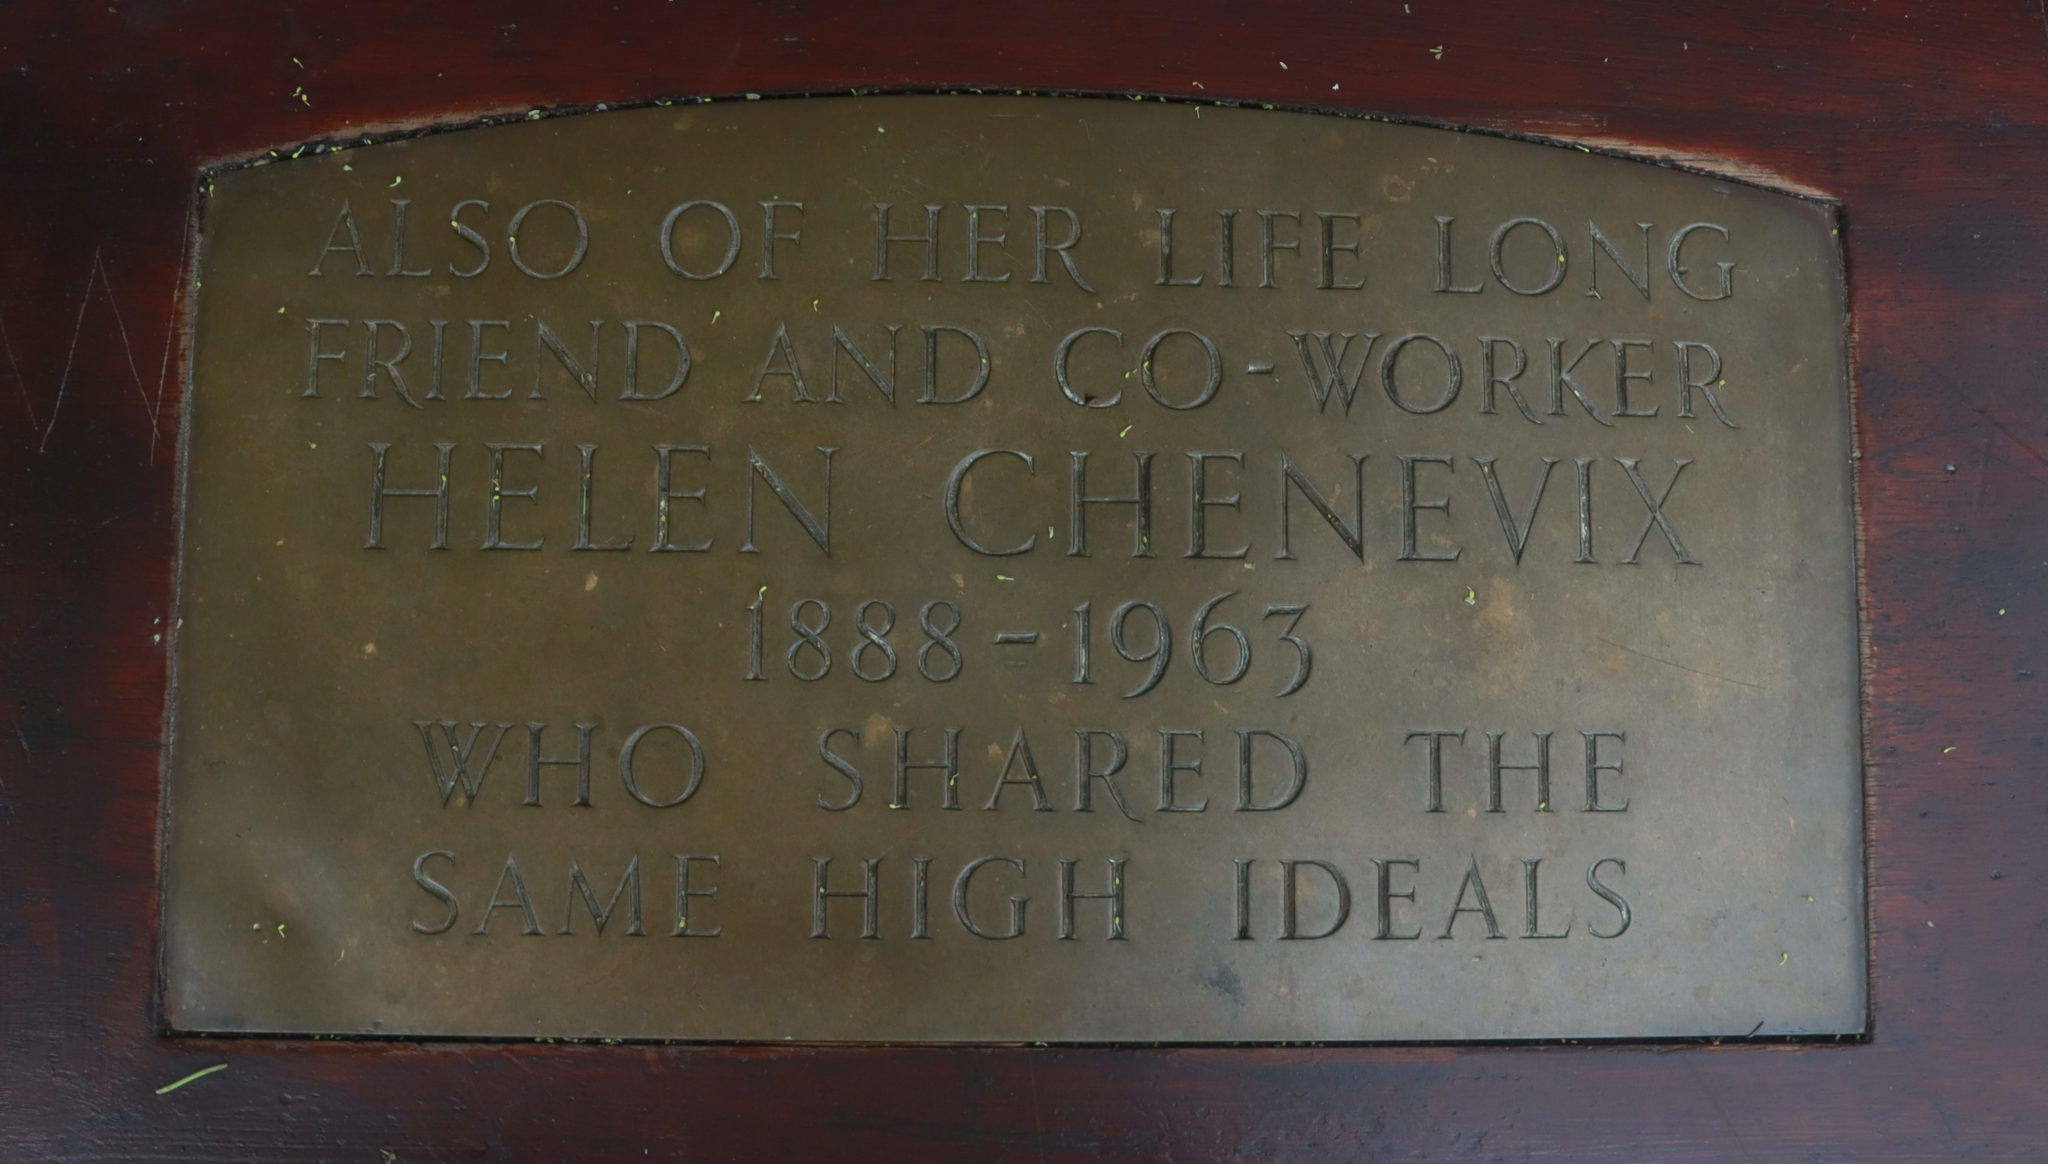 ALSO OF HER LIFE LONG
FRIEND AND CO-WORKER
HELEN CHENEVIX
1888-1963
WHO SHARED THE
SAME HIGH IDEALS